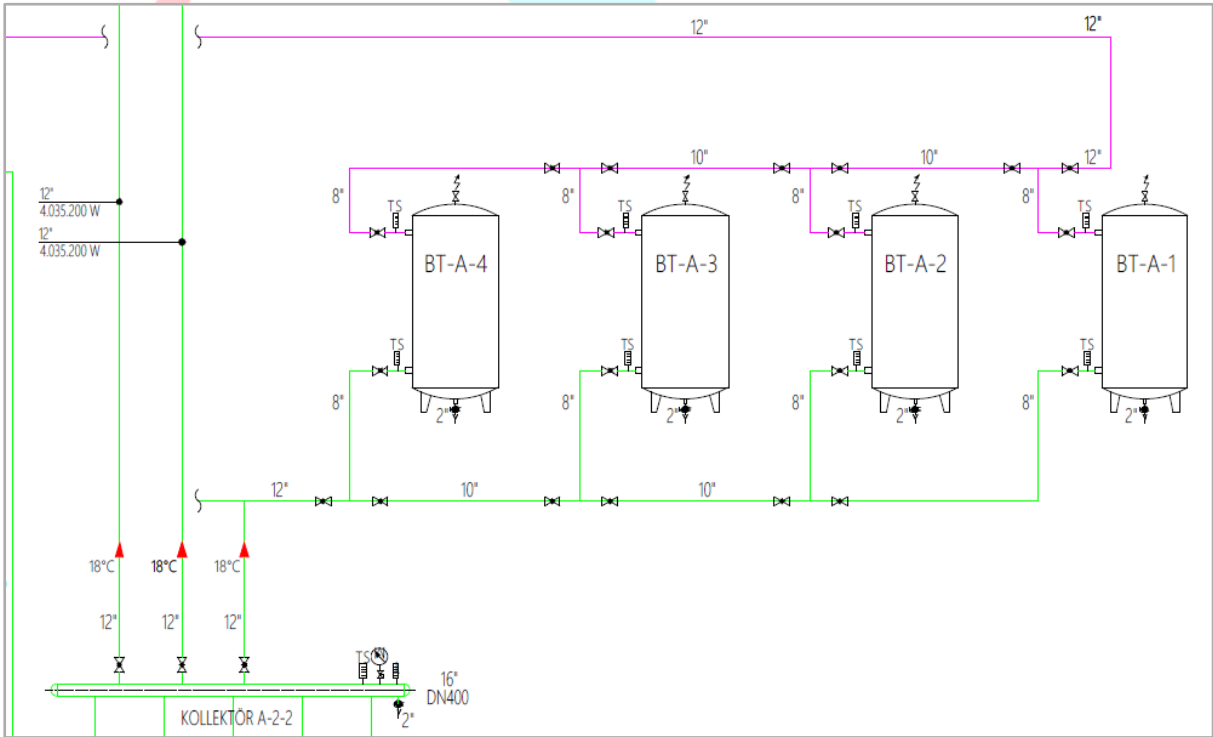 12"
12"
10"
10"
12"
8"
8"
8"
8"
12"
4.035.200 W
12"
4.035.200 W
TS
TS
TS
TS
BT-A-4
BT-A-3
BT-A-2
BT-A-1
TS
TS
TS
TS
8"
8"
8"
8"
2"
2"
2"
2"
12"
10"
10"
18°C
18°C
18°C
12"
12"
12"
TS
16"
DN400
KOLLEKTÖR A-2-2
2"